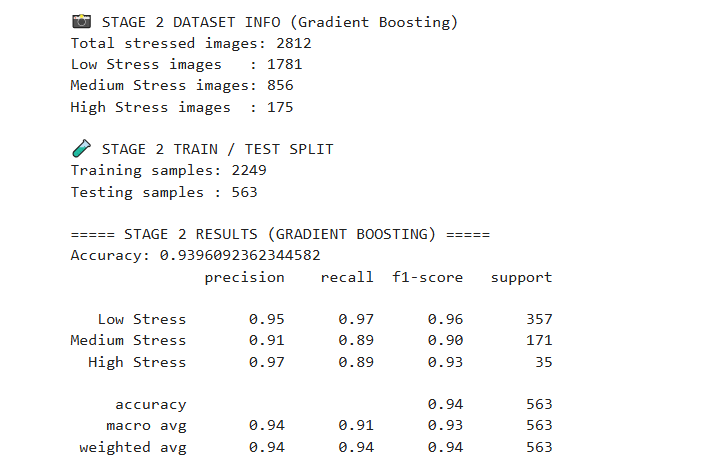 📷 STAGE 2 DATASET INFO (Gradient Boosting)
Total stressed images: 2812
Low Stress images   : 1781
Medium Stress images: 856
High Stress images  : 175

🧪 STAGE 2 TRAIN / TEST SPLIT
Training samples: 2249
Testing samples : 563

===== STAGE 2 RESULTS (GRADIENT BOOSTING) =====
Accuracy: 0.9396092362344582
               precision    recall  f1-score   support

   Low Stress       0.95      0.97      0.96       357
Medium Stress       0.91      0.89      0.90       171
  High Stress       0.97      0.89      0.93        35

     accuracy                           0.94       563
    macro avg       0.94      0.91      0.93       563
 weighted avg       0.94      0.94      0.94       563